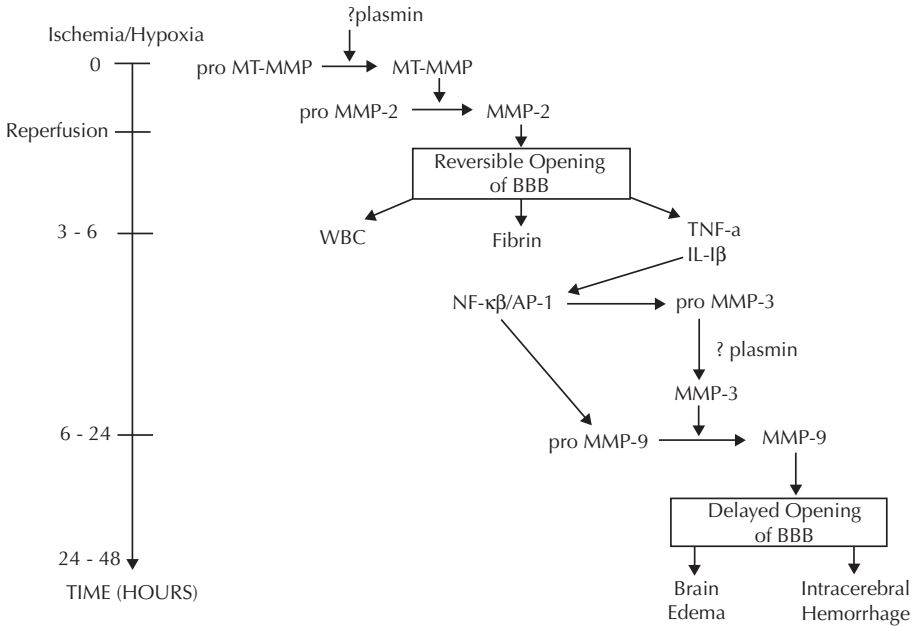 ?plasmin
Ischemia/Hypoxia
0
pro MT-MMP
MT-MMP
pro MMP-2
MMP-2
Reperfusion
Reversible Opening
of BBB
3 - 6
WBC
Fibrin
TNF-a
IL-Iβ
NF-κβ/AP-1
pro MMP-3
? plasmin
MMP-3
6 - 24
pro MMP-9
MMP-9
Delayed Opening
of BBB
24 - 48
TIME (HOURS)
Brain
Edema
Intracerebral
Hemorrhage